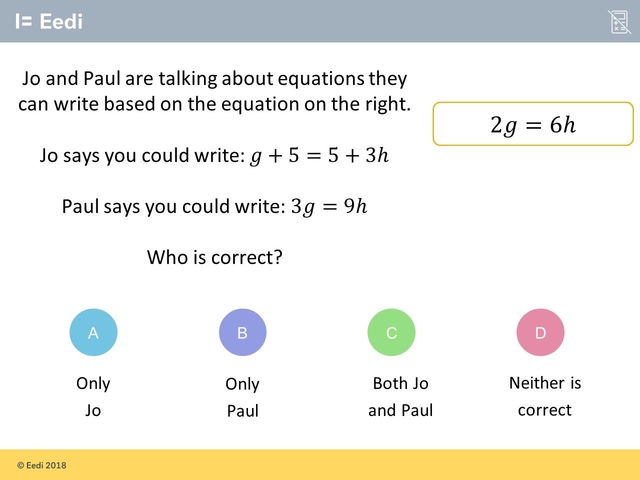 Eedi
Jo and Paul are talking about equations they
can write based on the equation on the right.
2g = 6h
Jo says you could write: g + 5 = 5 + 3h
Paul says you could write: 3g = 9h
Who is correct?
A
B
C
D
Only
Jo
Only
Paul
Both Jo
and Paul
Neither is
correct
© Eedi 2018